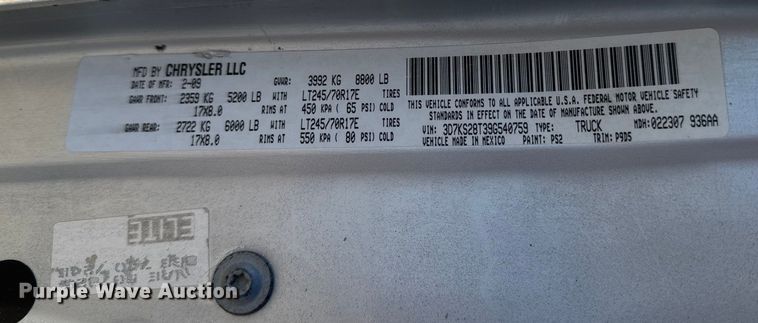 MFD BY CHRYSLER LLC
DATE OF MFR: 2-09 GVWR: 3992 KG 8800 LB
GAWR FRONT: 2359 KG 5200 LB WITH LT245/70R17E TIRES
17X8.0 RIMS AT 450 KPA ( 65 PSI) COLD
GAWR REAR: 2722 KG 6000 LB WITH LT245/70R17E TIRES
17X8.0 RIMS AT 550 KPA ( 80 PSI) COLD
THIS VEHICLE CONFORMS TO ALL APPLICABLE U.S.A. FEDERAL MOTOR VEHICLE SAFETY
STANDARDS IN EFFECT ON THE DATE OF MANUFACTURE SHOWN ABOVE.
VIN: 3D7KS28T39G540759 TYPE: TRUCK MDH: 022307 936AA
VEHICLE MADE IN MEXICO PAINT: PS2 TRIM: P9D5
ELITE
Purple Wave Auction